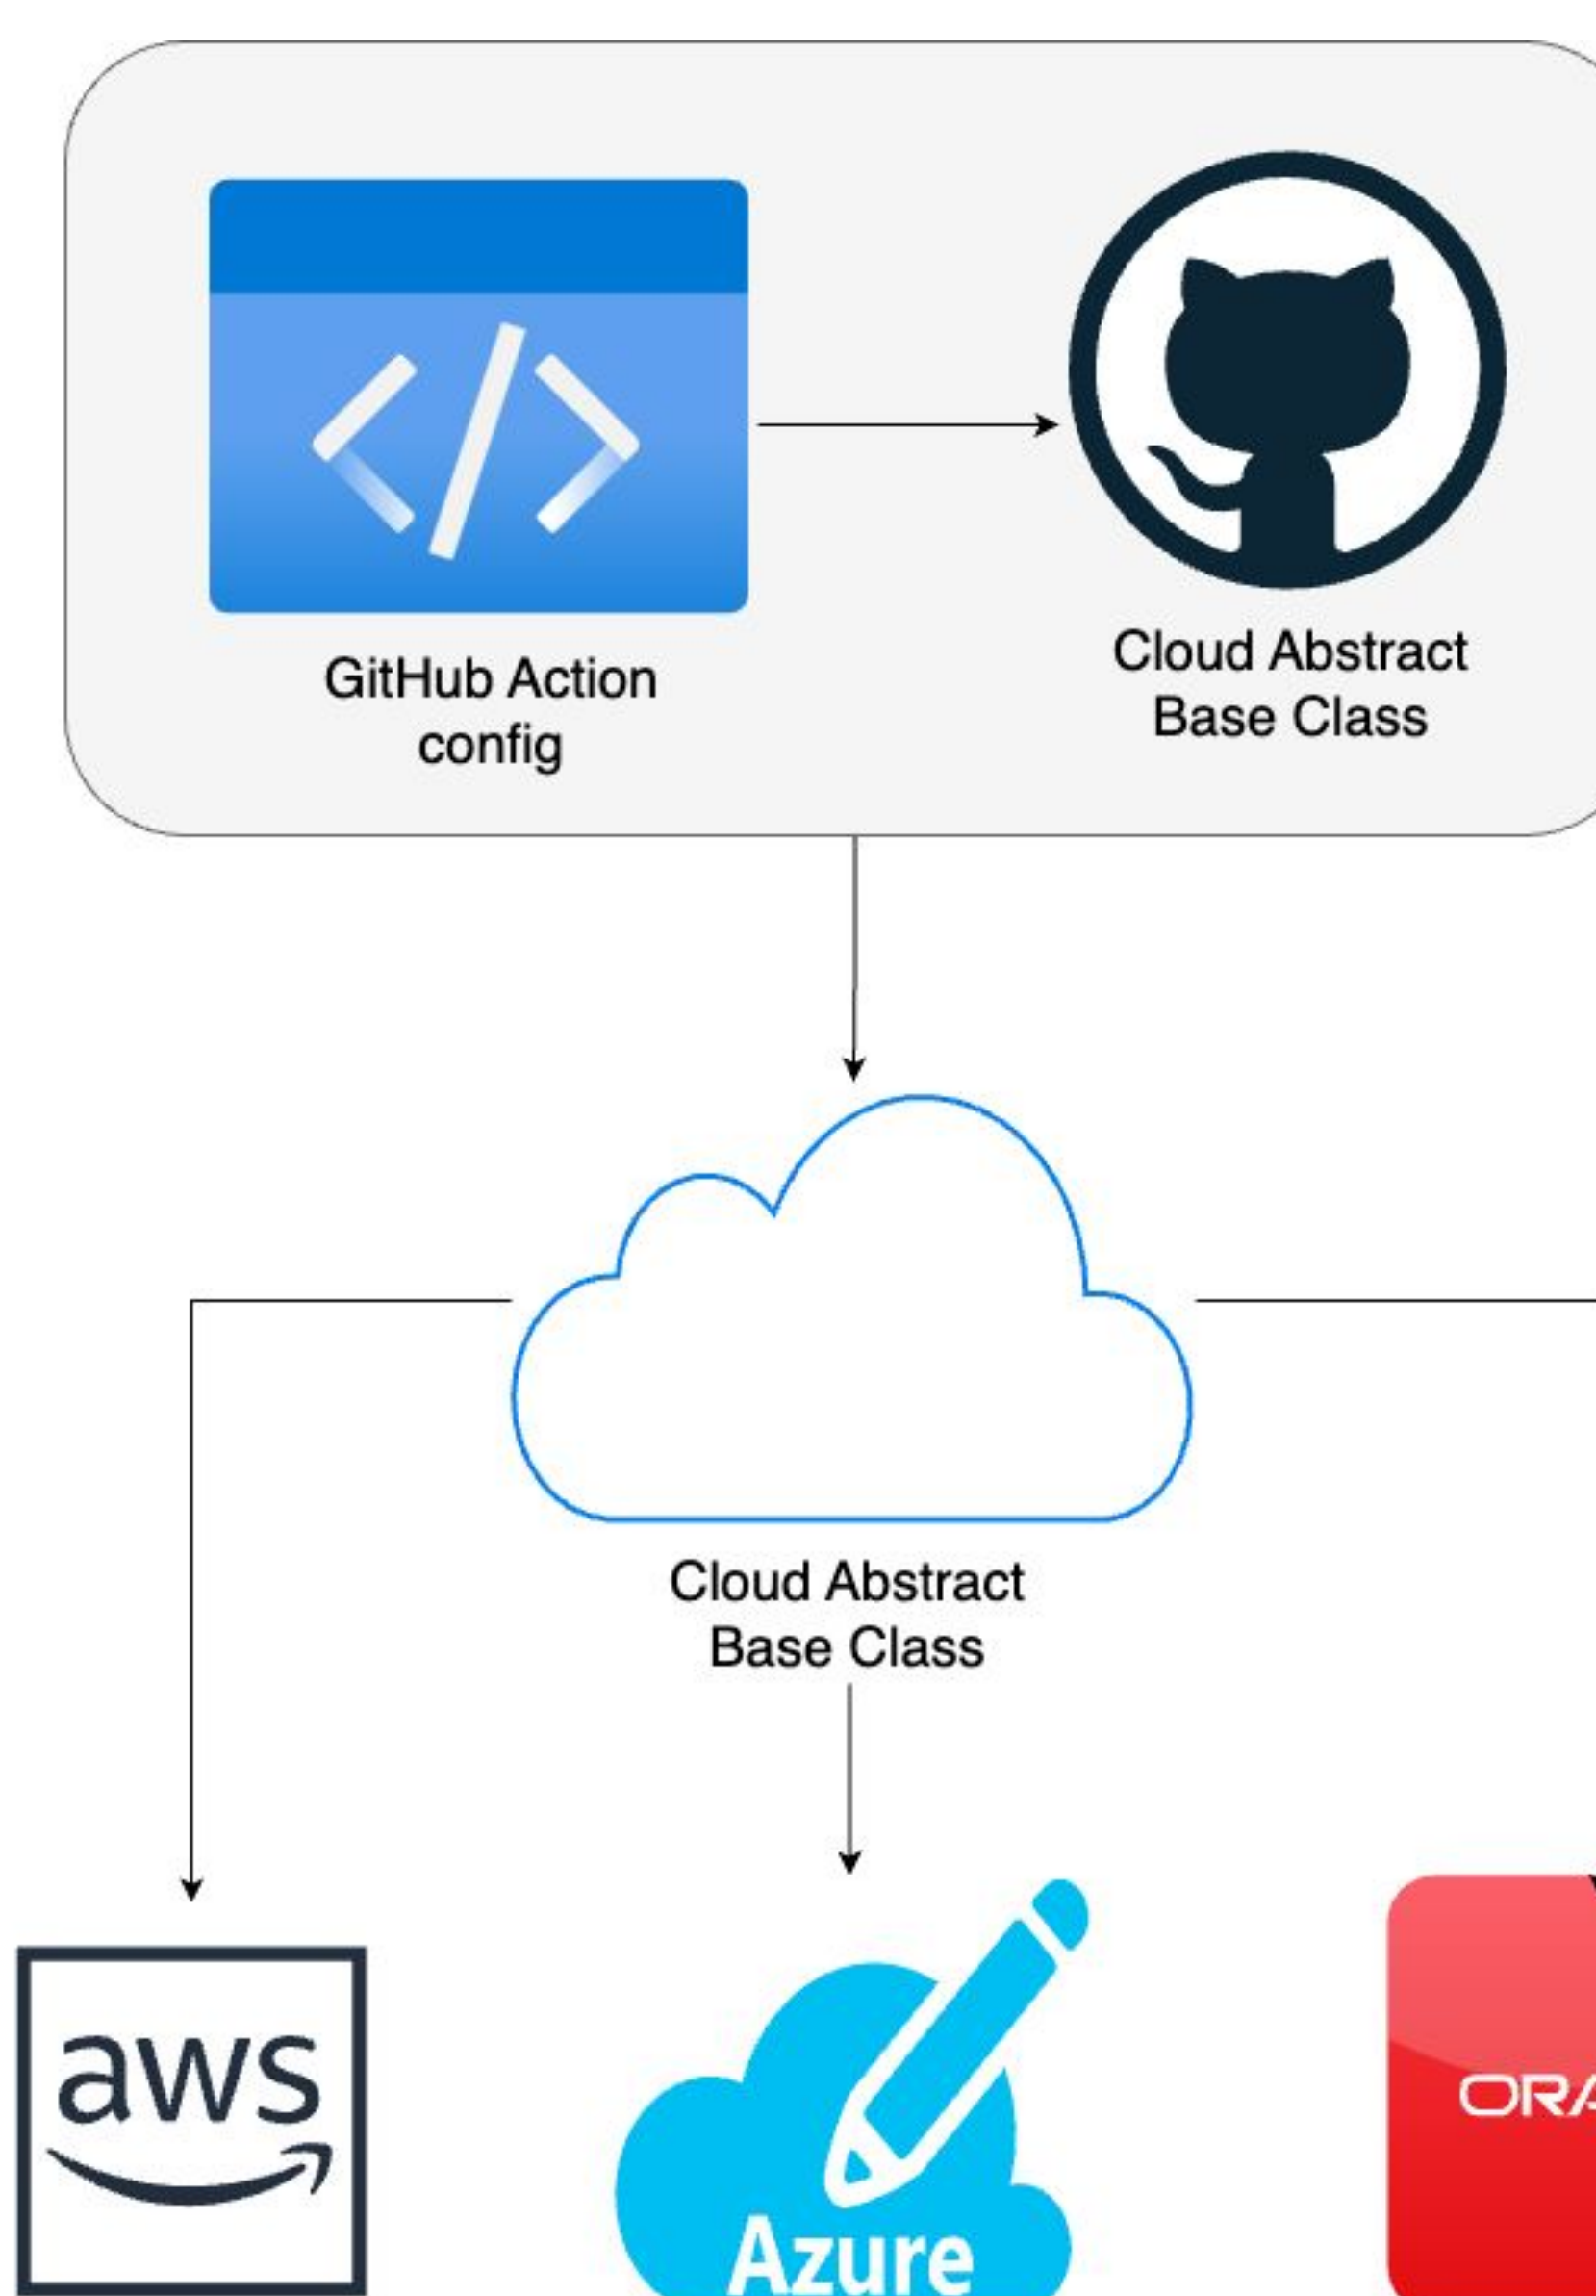 GitHub Action
config
Cloud Abstract
Base Class
Cloud Abstract
Base Class
aws
Azure